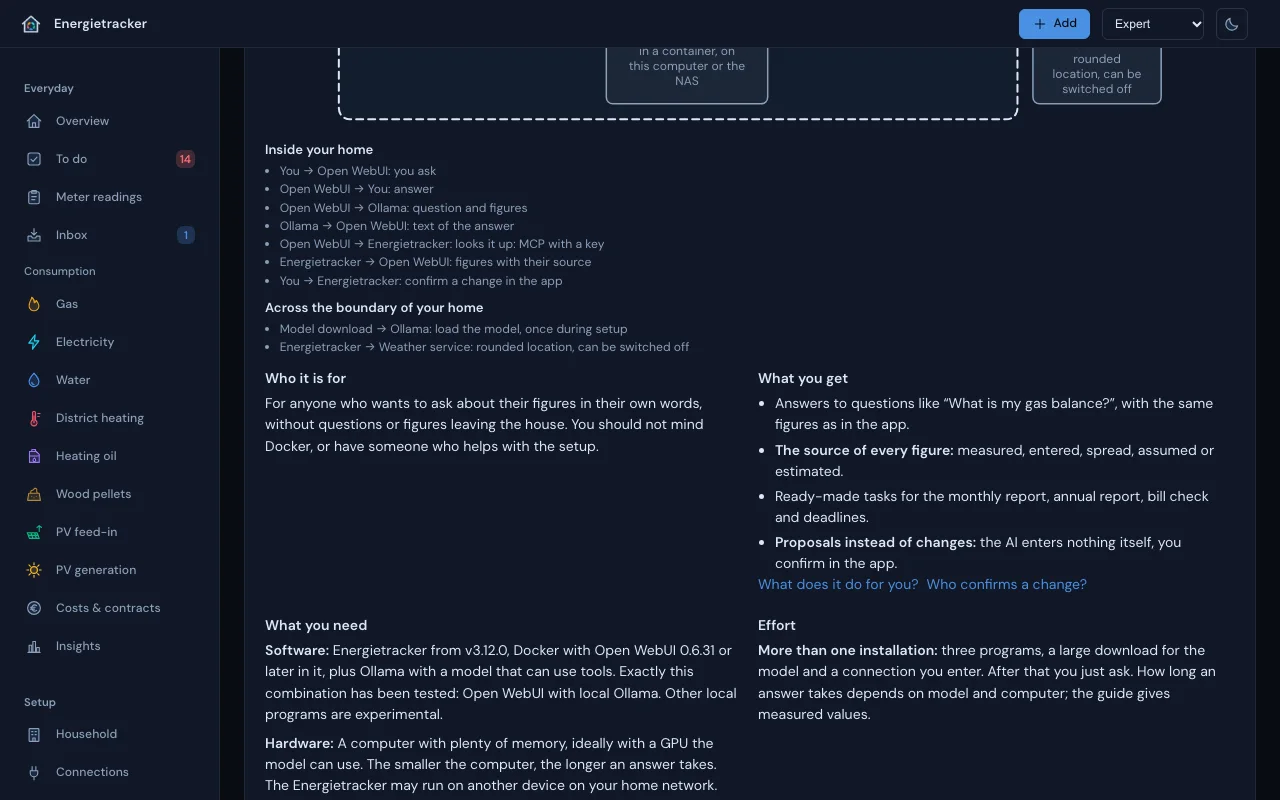 Energietracker
Add
Expert
Everyday
Overview
To do
14
Meter readings
Inbox
1
Consumption
Gas
Electricity
Water
District heating
Heating oil
Wood pellets
PV feed-in
PV generation
Costs & contracts
Insights
Setup
Household
Connections
in a container, on
this computer or the
NAS
rounded
location, can be
switched off
Inside your home
• You → Open WebUI: you ask
• Open WebUI → You: answer
• Open WebUI → Ollama: question and figures
• Ollama → Open WebUI: text of the answer
• Open WebUI → Energietracker: looks it up: MCP with a key
• Energietracker → Open WebUI: figures with their source
• You → Energietracker: confirm a change in the app
Across the boundary of your home
• Model download → Ollama: load the model, once during setup
• Energietracker → Weather service: rounded location, can be switched off
Who it is for
For anyone who wants to ask about their figures in their own words,
without questions or figures leaving the house. You should not mind
Docker, or have someone who helps with the setup.
What you get
• Answers to questions like “What is my gas balance?”, with the same
figures as in the app.
• The source of every figure: measured, entered, spread, assumed or
estimated.
• Ready-made tasks for the monthly report, annual report, bill check
and deadlines.
• Proposals instead of changes: the AI enters nothing itself, you
confirm in the app.
What does it do for you? Who confirms a change?
What you need
Software: Energietracker from v3.12.0, Docker with Open WebUI 0.6.31 or
later in it, plus Ollama with a model that can use tools. Exactly this
combination has been tested: Open WebUI with local Ollama. Other local
programs are experimental.
Hardware: A computer with plenty of memory, ideally with a GPU the
model can use. The smaller the computer, the longer an answer takes.
The Energietracker may run on another device on your home network.
Effort
More than one installation: three programs, a large download for the
model and a connection you enter. After that you just ask. How long an
answer takes depends on model and computer; the guide gives
measured values.